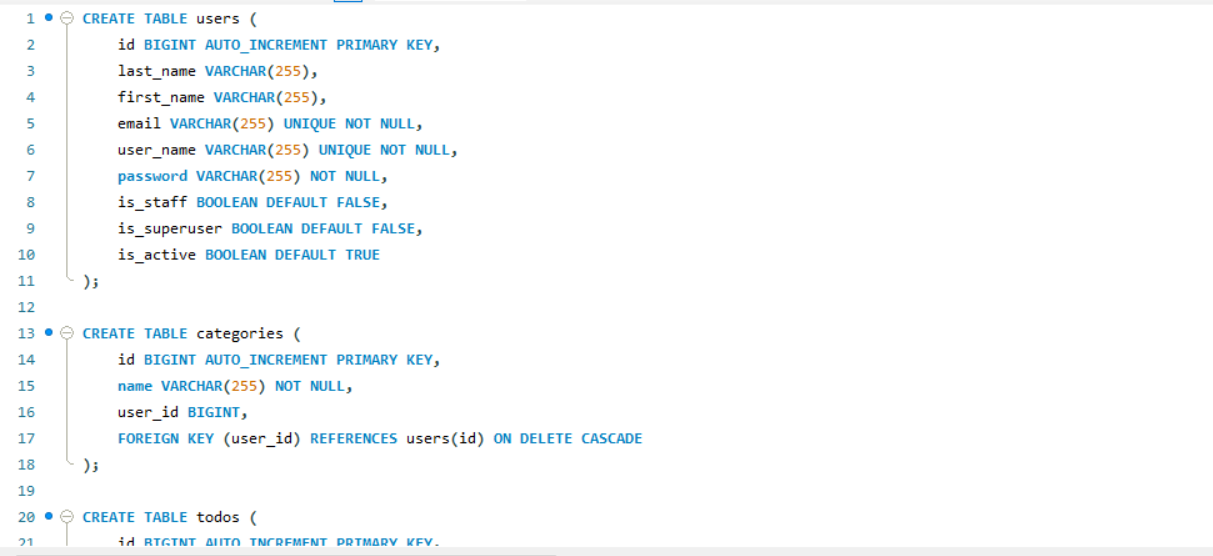 1 CREATE TABLE users (
2 id BIGINT AUTO_INCREMENT PRIMARY KEY,
3 last_name VARCHAR(255),
4 first_name VARCHAR(255),
5 email VARCHAR(255) UNIQUE NOT NULL,
6 user_name VARCHAR(255) UNIQUE NOT NULL,
7 password VARCHAR(255) NOT NULL,
8 is_staff BOOLEAN DEFAULT FALSE,
9 is_superuser BOOLEAN DEFAULT FALSE,
10 is_active BOOLEAN DEFAULT TRUE
11 );
12
13 CREATE TABLE categories (
14 id BIGINT AUTO_INCREMENT PRIMARY KEY,
15 name VARCHAR(255) NOT NULL,
16 user_id BIGINT,
17 FOREIGN KEY (user_id) REFERENCES users(id) ON DELETE CASCADE
18 );
19
20 CREATE TABLE todos (
21 id BIGINT AUTO_INCREMENT PRIMARY KEY,